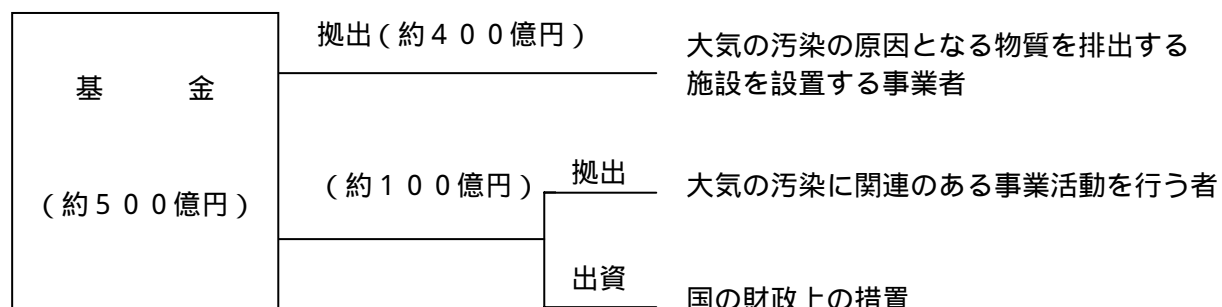 拠出(約400億円)
大気の汚染の原因となる物質を排出する
施設を設置する事業者
基　　金
(約500億円)
(約100億円)
拠出
大気の汚染に関連のある事業活動を行う者
出資
国の財政上の措置